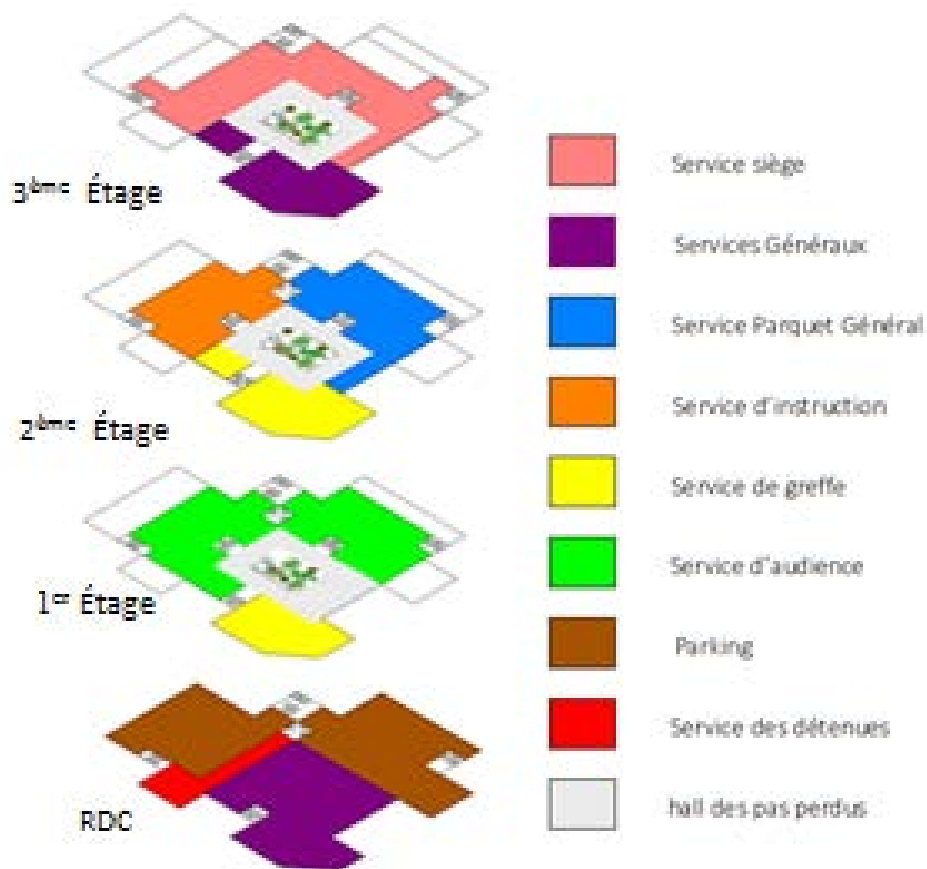 3ème Étage
2ème Étage
1er Étage
RDC
Service siège
Services Généraux
Service Parquet Général
Service d'instruction
Service de greffe
Service d'audience
Parking
Service des détenues
hall des pas perdus